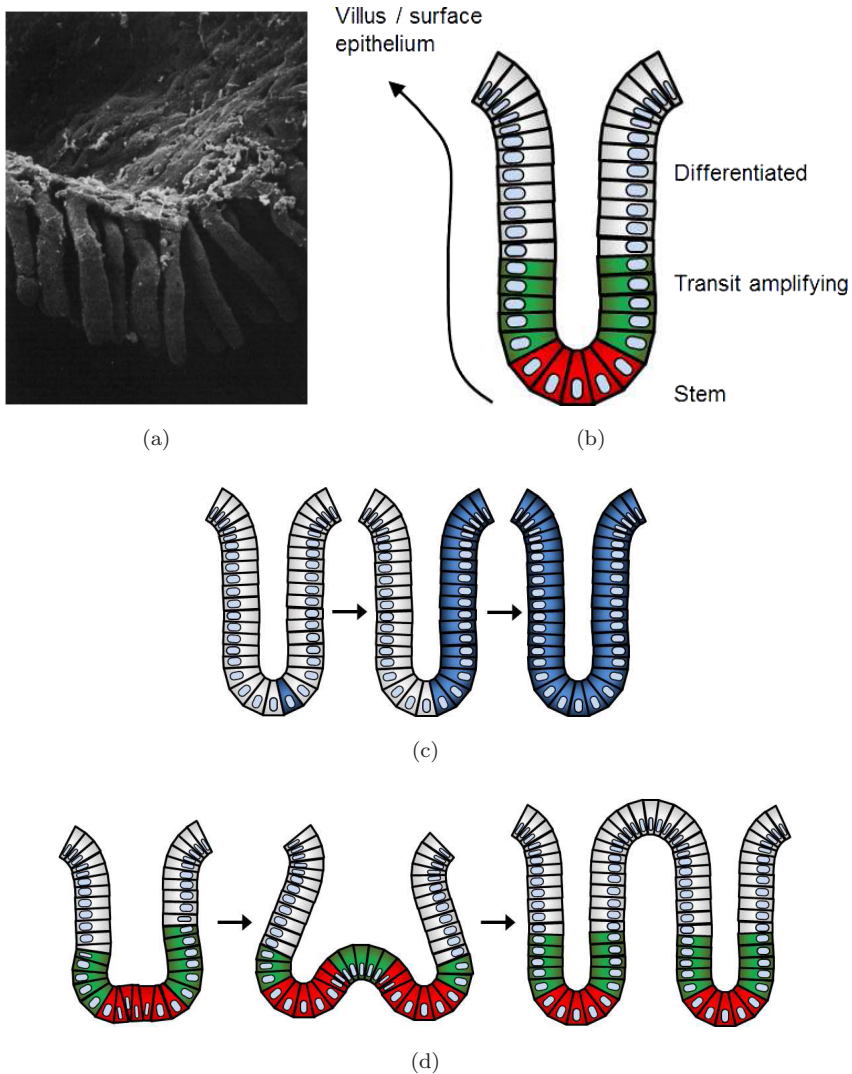 Villus / surface
epithelium
Differentiated
Transit amplifying
Stem
(a)
(b)
(c)
(d)